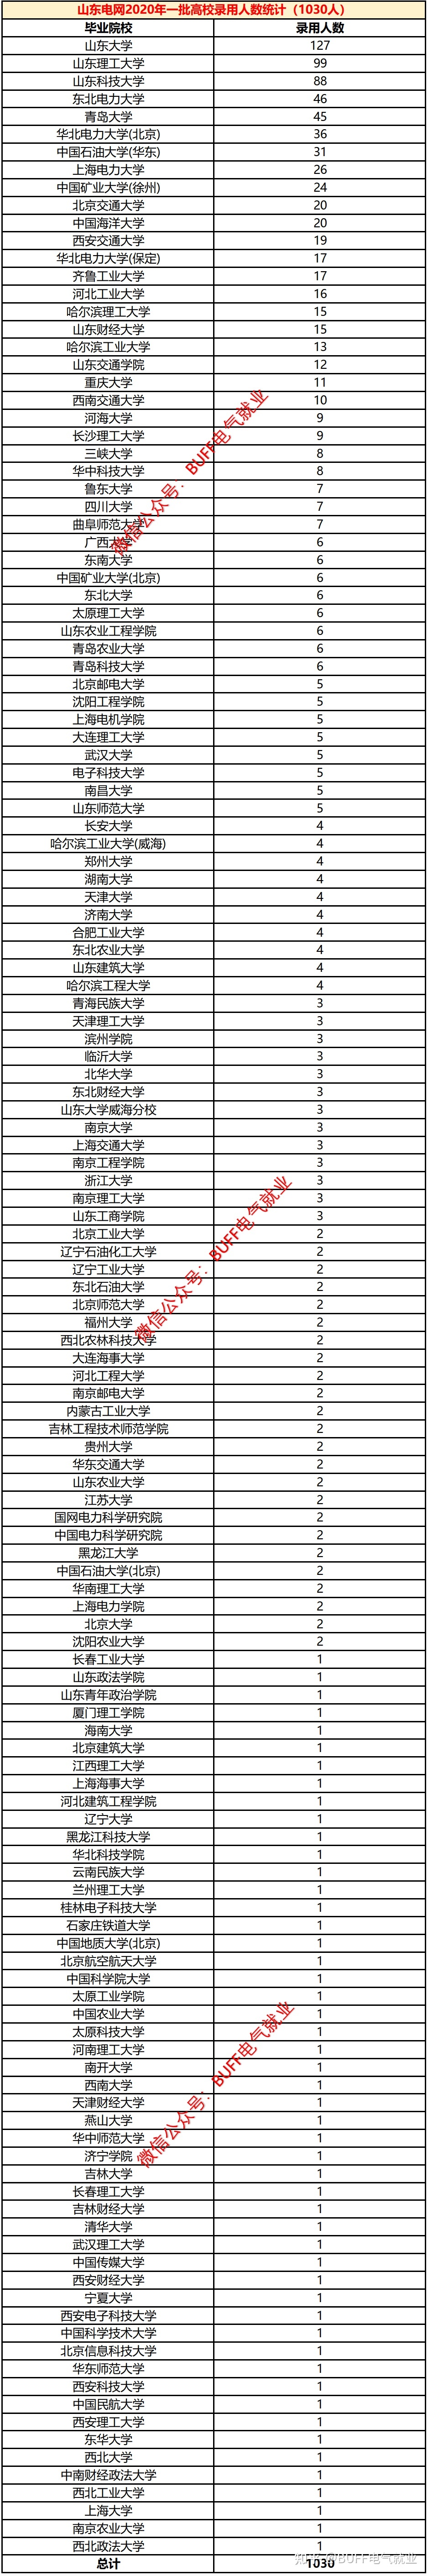 山东电网2020年一批高校录用人数统计（1030人）
毕业院校 录用人数
山东大学 127
山东理工大学 99
山东科技大学 88
东北电力大学 46
青岛大学 45
华北电力大学(北京) 36
中国石油大学(华东) 31
上海电力大学 26
中国矿业大学(徐州) 24
北京交通大学 20
中国海洋大学 20
西安交通大学 19
华北电力大学(保定) 17
齐鲁工业大学 17
河北工业大学 16
哈尔滨理工大学 15
山东财经大学 15
哈尔滨工业大学 13
山东交通学院 12
重庆大学 11
西南交通大学 10
河海大学 9
长沙理工大学 9
三峡大学 8
华中科技大学 8
鲁东大学 7
四川大学 7
曲阜师范大学 7
广西大学 6
东南大学 6
中国矿业大学(北京) 6
东北大学 6
太原理工大学 6
山东农业工程学院 6
青岛农业大学 6
青岛科技大学 6
北京邮电大学 5
沈阳工程学院 5
上海电机学院 5
大连理工大学 5
武汉大学 5
电子科技大学 5
南昌大学 5
山东师范大学 5
长安大学 4
哈尔滨工业大学(威海) 4
郑州大学 4
湖南大学 4
天津大学 4
济南大学 4
合肥工业大学 4
东北农业大学 4
山东建筑大学 4
哈尔滨工程大学 4
青海民族大学 3
天津理工大学 3
滨州学院 3
临沂大学 3
北华大学 3
东北财经大学 3
山东大学威海分校 3
南京大学 3
上海交通大学 3
南京工程学院 3
浙江大学 3
南京理工大学 3
山东工商学院 3
北京工业大学 2
辽宁石油化工大学 2
辽宁工业大学 2
东北石油大学 2
北京师范大学 2
福州大学 2
西北农林科技大学 2
大连海事大学 2
河北工程大学 2
南京邮电大学 2
内蒙古工业大学 2
吉林工程技术师范学院 2
贵州大学 2
华东交通大学 2
山东农业大学 2
江苏大学 2
国网电力科学研究院 2
中国电力科学研究院 2
黑龙江大学 2
中国石油大学(北京) 2
华南理工大学 2
上海电力学院 2
北京大学 2
沈阳农业大学 2
长春工业大学 1
山东政法学院 1
山东青年政治学院 1
厦门理工学院 1
海南大学 1
北京建筑大学 1
江西理工大学 1
上海海事大学 1
河北建筑工程学院 1
辽宁大学 1
黑龙江科技大学 1
华北科技学院 1
云南民族大学 1
兰州理工大学 1
桂林电子科技大学 1
石家庄铁道大学 1
中国地质大学(北京) 1
北京航空航天大学 1
中国科学院大学 1
太原工业学院 1
中国农业大学 1
太原科技大学 1
河南理工大学 1
南开大学 1
西南大学 1
天津财经大学 1
燕山大学 1
华中师范大学 1
济宁学院 1
吉林大学 1
长春理工大学 1
吉林财经大学 1
清华大学 1
武汉理工大学 1
中国传媒大学 1
西安财经大学 1
宁夏大学 1
西安电子科技大学 1
中国科学技术大学 1
北京信息科技大学 1
华东师范大学 1
西安科技大学 1
中国民航大学 1
西安理工大学 1
东华大学 1
西北大学 1
中南财经政法大学 1
西北工业大学 1
上海大学 1
南京农业大学 1
西北政法大学 1
总计 1030
微信公众号：BUFF电气就业
微信公众号：BUFF电气就业
微信公众号：BUFF电气就业
知乎 @BUFF电气就业